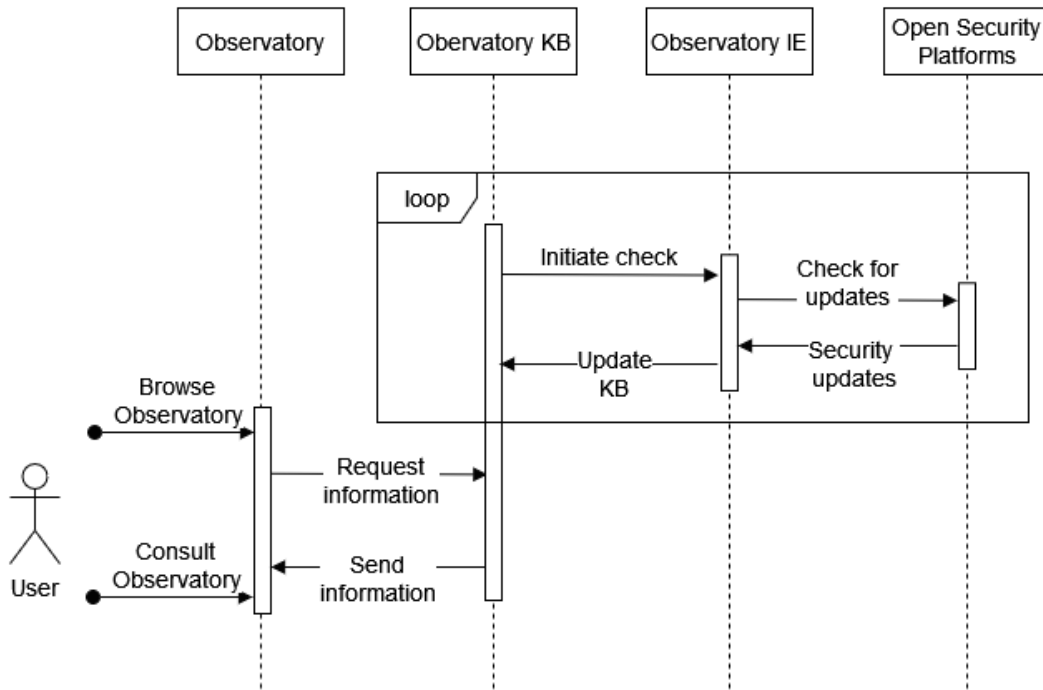 Observatory
Obervatory KB
Observatory IE
Open Security
Platforms
loop
Initiate check
Check for
updates
Security
updates
Update
KB
Browse
Observatory
Request
information
Consult
Observatory
Send
information
User